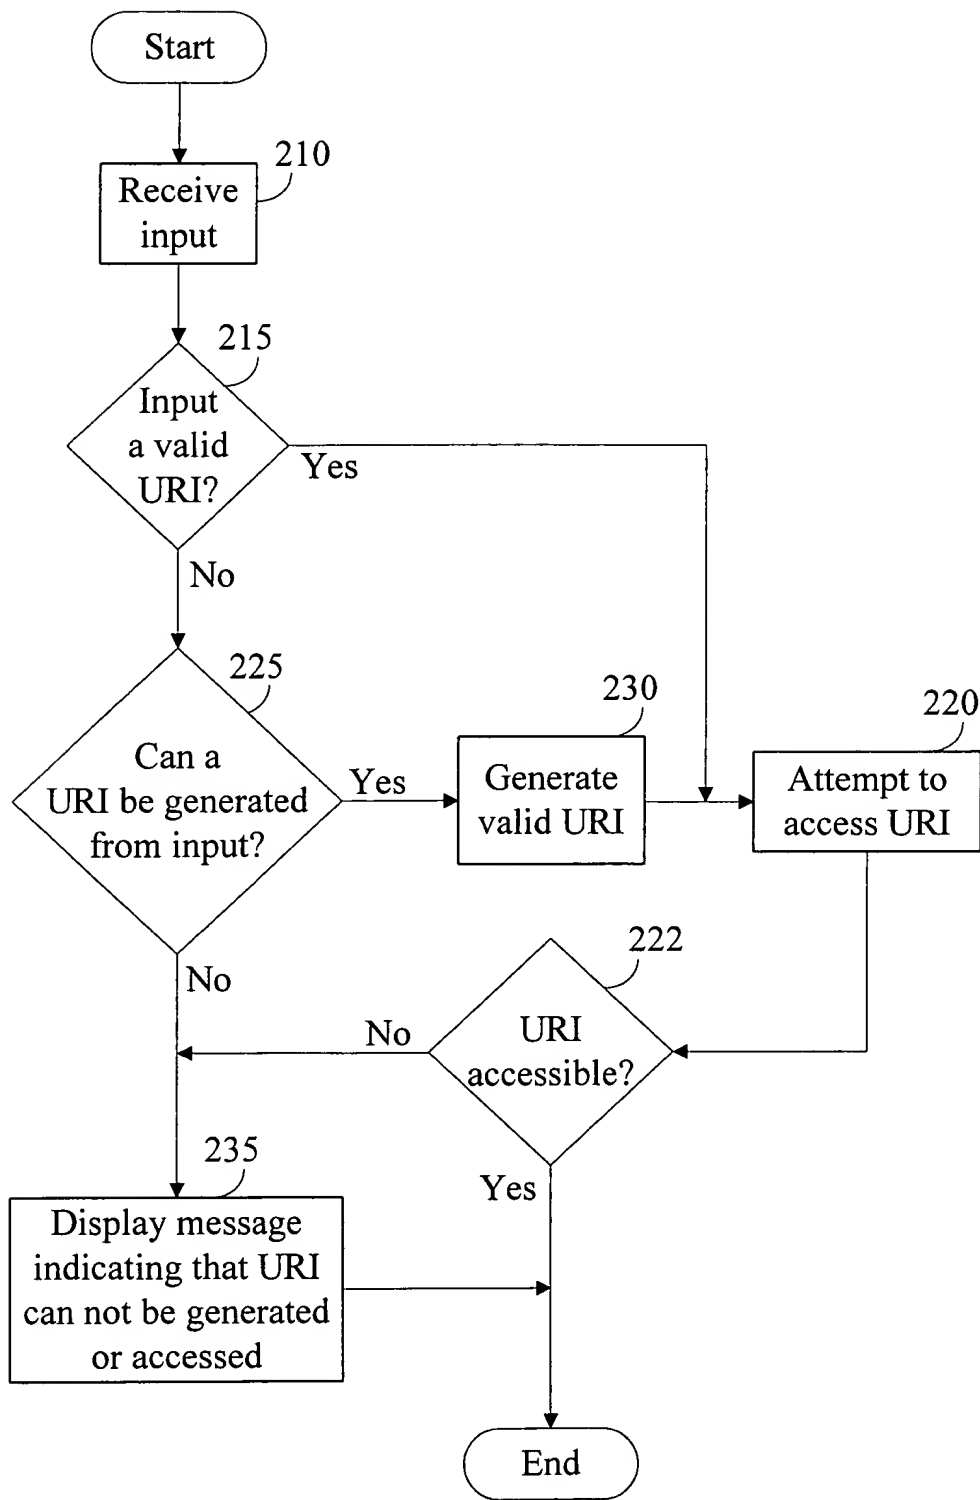 Start
210
Receive
input
215
Input
a valid
URI?
Yes
No
225
Can a
URI be generated
from input?
Yes
230
Generate
valid URI
220
Attempt to
access URI
No
222
URI
accessible?
No
Yes
235
Display message
indicating that URI
can not be generated
or accessed
End